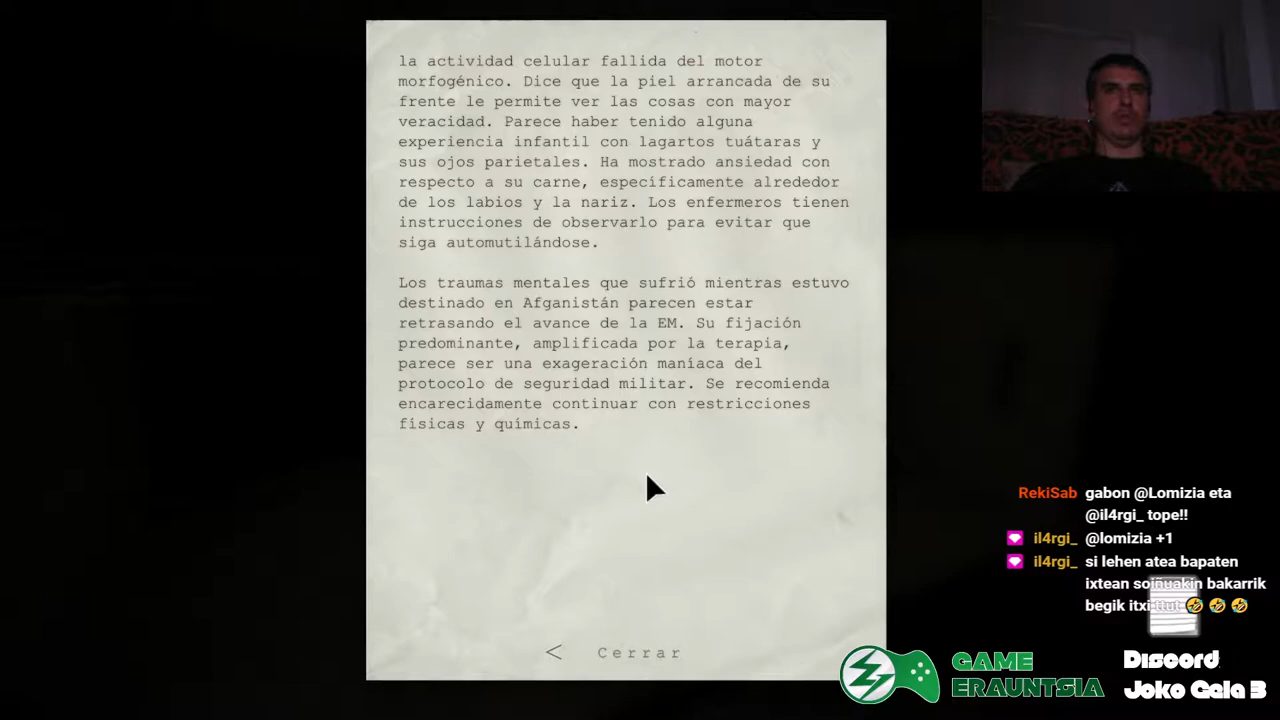 la actividad celular fallida del motor
morfogénico. Dice que la piel arrancada de su
frente le permite ver las cosas con mayor
veracidad. Parece haber tenido alguna
experiencia infantil con lagartos tuátaras y
sus ojos parietales. Ha mostrado ansiedad con
respecto a su carne, específicamente alrededor
de los labios y la nariz. Los enfermeros tienen
instrucciones de observarlo para evitar que
siga automutilándose.
Los traumas mentales que sufrió mientras estuvo
destinado en Afganistán parecen estar
retrasando el avance de la EM. Su fijación
predominante, amplificada por la terapia,
parece ser una exageración maníaca del
protocolo de seguridad militar. Se recomienda
encarecidamente continuar con restricciones
físicas y químicas.
< Cerrar
RekiSab gabon @Lomizia eta
@il4rgi_ tope!!
il4rgi_ @lomizia +1
il4rgi_ si lehen atea bapaten
ixtean soiñuakin bakarrik
begik itxi ttut 🤣 🤣 🤣
GAME
ERAUNTSIA
Discord
Joko Gela 3